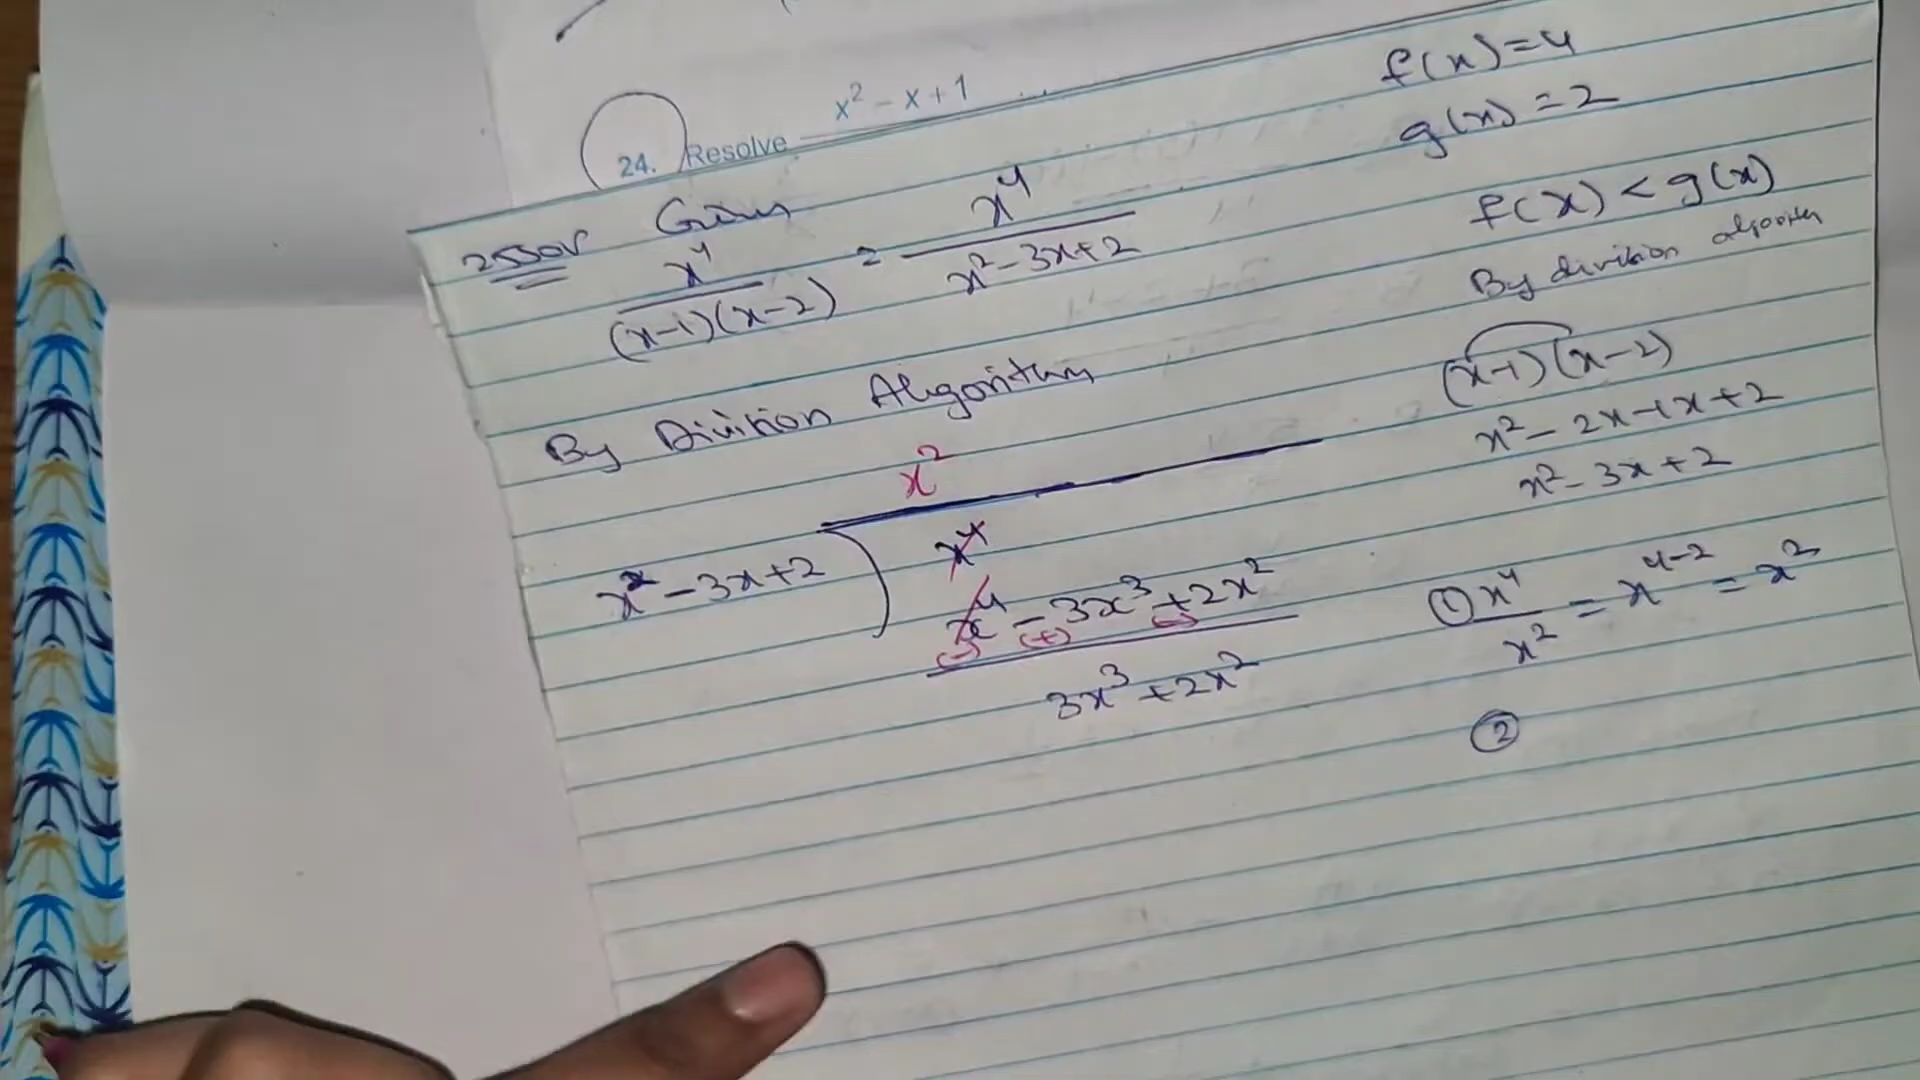 x² - x + 1
24. Resolve
f(x) = 4
g(x) = 2
f(x) < g(x)
By division
25 Sol Given
x⁴ / (x-1)(x-2) = x⁴ / x² - 3x + 2
By Division Algorithm
x²
x² - 3x + 2 ) x⁴
x⁴ - 3x³ + 2x²
(-) (+) (-)
3x³ + 2x²
(x-1)(x-2)
x² - 2x - 1x + 2
x² - 3x + 2
① x⁴ / x² = x⁴⁻² = x²
②